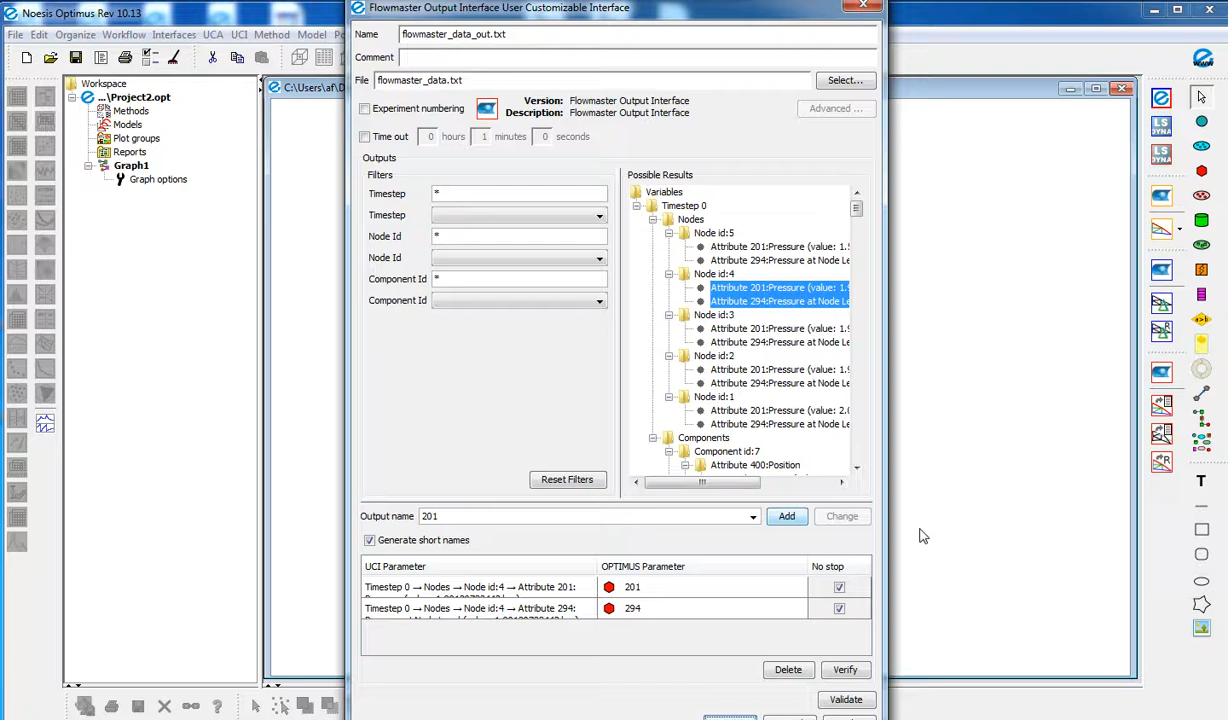 Noesis Optimus Rev 10.13
Flowmaster Output Interface User Customizable Interface
File Edit Organize Workflow Interfaces UCA UCI Method Model
Name flowmaster_data_out.txt
Comment
File flowmaster_data.txt Select...
Experiment numbering Version: Flowmaster Output Interface Advanced ...
Description: Flowmaster Output Interface
Time out 0 hours 1 minutes 0 seconds
Workspace
...\Project2.opt
Methods
Models
Plot groups
Reports
Graph1
Graph options
C:\Users\af\D
Outputs
Filters
Timestep *
Timestep
Node Id *
Node Id
Component Id *
Component Id
Reset Filters
Possible Results
Variables
Timestep 0
Nodes
Node id:5
Attribute 201:Pressure (value: 1.
Attribute 294:Pressure at Node Le
Node id:4
Attribute 201:Pressure (value: 1.
Attribute 294:Pressure at Node Le
Node id:3
Attribute 201:Pressure (value: 1.
Attribute 294:Pressure at Node Le
Node id:2
Attribute 201:Pressure (value: 1.
Attribute 294:Pressure at Node Le
Node id:1
Attribute 201:Pressure (value: 2.
Attribute 294:Pressure at Node Le
Components
Component id:7
Attribute 400:Position
Output name 201 Add Change
Generate short names
UCI Parameter OPTIMUS Parameter No stop
Timestep 0 → Nodes → Node id:4 → Attribute 201: 201
Timestep 0 → Nodes → Node id:4 → Attribute 294: 294
Delete Verify
Validate
LS
DYNA
LS
DYNA
www
a>b
R
R
T